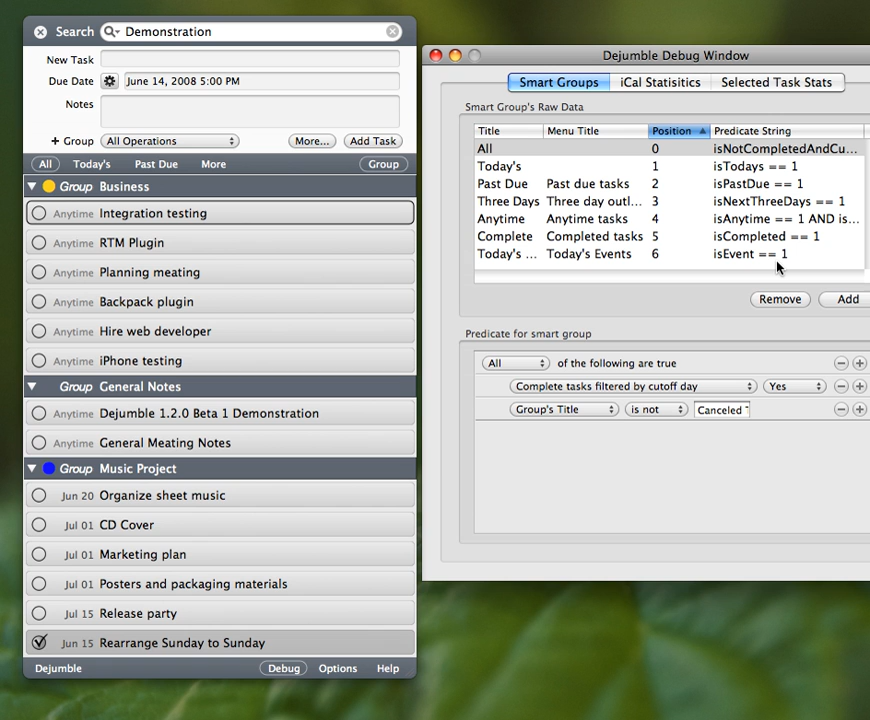 Search Demonstration
New Task
Due Date June 14, 2008 5:00 PM
Notes
+ Group All Operations More... Add Task
All Today's Past Due More Group
Group Business
Anytime Integration testing
Anytime RTM Plugin
Anytime Planning meating
Anytime Backpack plugin
Anytime Hire web developer
Anytime iPhone testing
Group General Notes
Anytime Dejumble 1.2.0 Beta 1 Demonstration
Anytime General Meating Notes
Group Music Project
Jun 20 Organize sheet music
Jul 01 CD Cover
Jul 01 Marketing plan
Jul 01 Posters and packaging materials
Jul 15 Release party
Jun 15 Rearrange Sunday to Sunday
Dejumble Debug Options Help
Dejumble Debug Window
Smart Groups iCal Statisitics Selected Task Stats
Smart Group's Raw Data
Title Menu Title Position Predicate String
All 0 isNotCompletedAndCu...
Today's 1 isTodays == 1
Past Due Past due tasks 2 isPastDue == 1
Three Days Three day outl... 3 isNextThreeDays == 1
Anytime Anytime tasks 4 isAnytime == 1 AND is...
Complete Completed tasks 5 isCompleted == 1
Today's ... Today's Events 6 isEvent == 1
Remove Add
Predicate for smart group
All of the following are true
Complete tasks filtered by cutoff day Yes
Group's Title is not Canceled